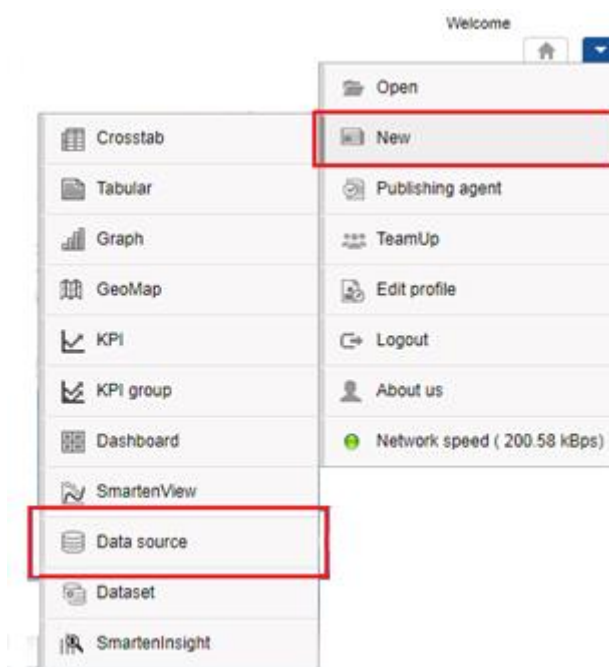 Welcome
Open
New
Publishing agent
TeamUp
Edit profile
Logout
About us
Network speed ( 200.58 kBps)
Crosstab
Tabular
Graph
GeoMap
KPI
KPI group
Dashboard
SmartenView
Data source
Dataset
SmartenInsight